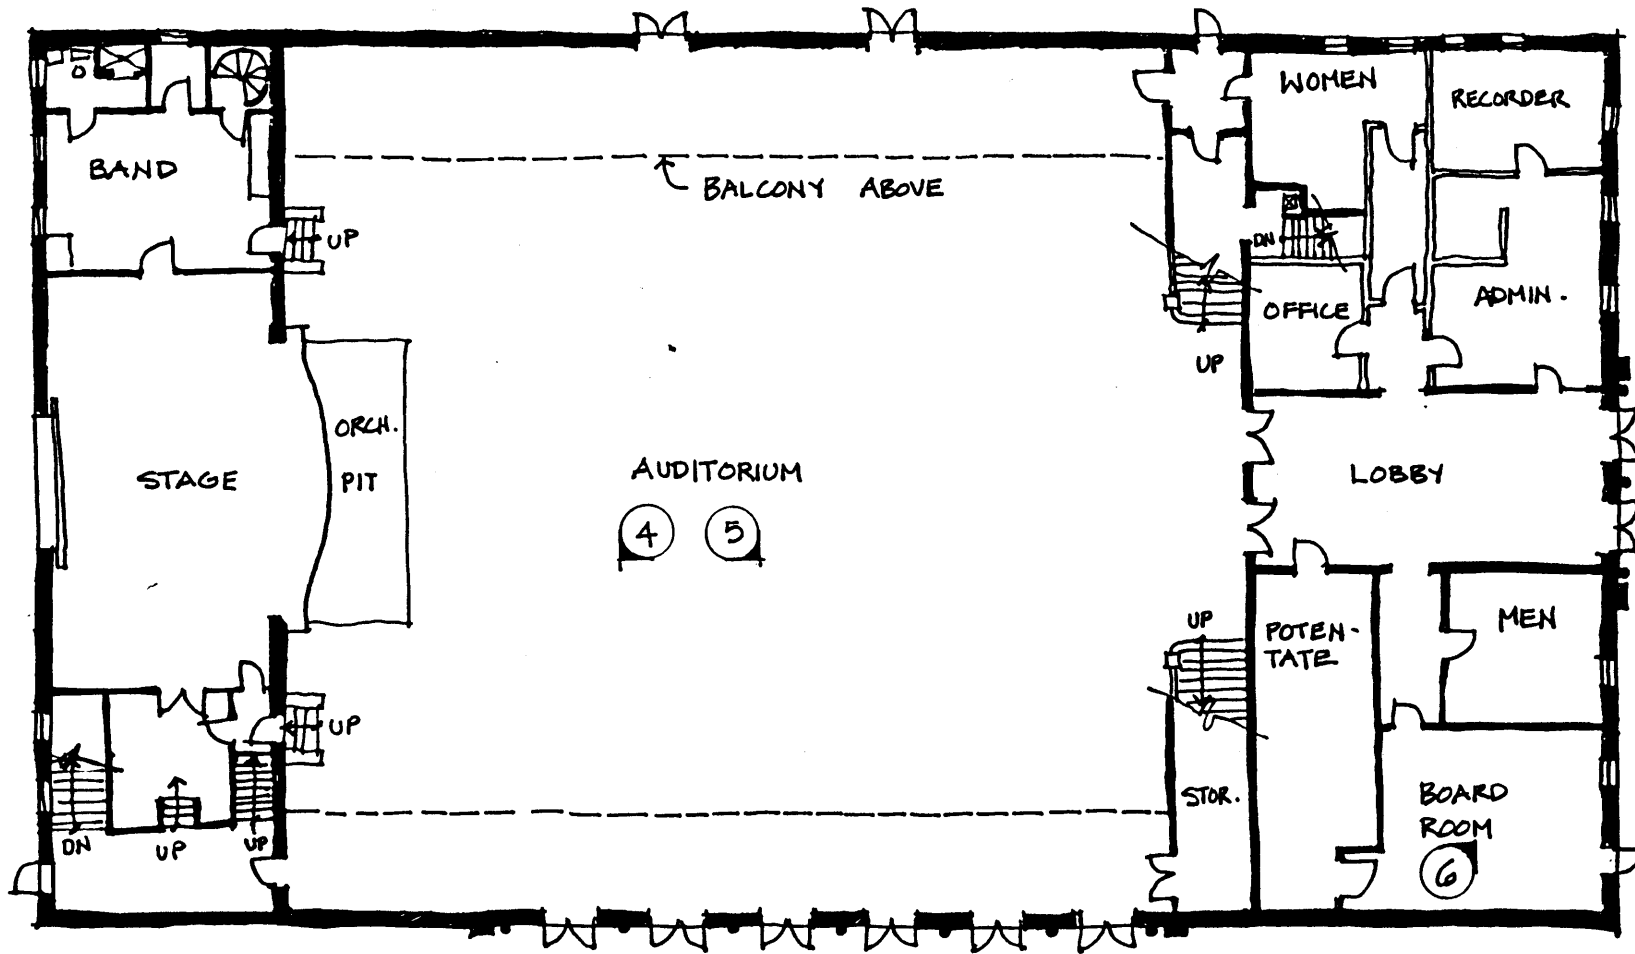 WOMEN
RECORDER
BAND
BALCONY ABOVE
UP
DN
OFFICE
ADMIN.
UP
ORCH.
PIT
STAGE
AUDITORIUM
LOBBY
4
5
UP
POTEN-
TATE
MEN
UP
STOR.
BOARD
ROOM
6
DN
UP
UP